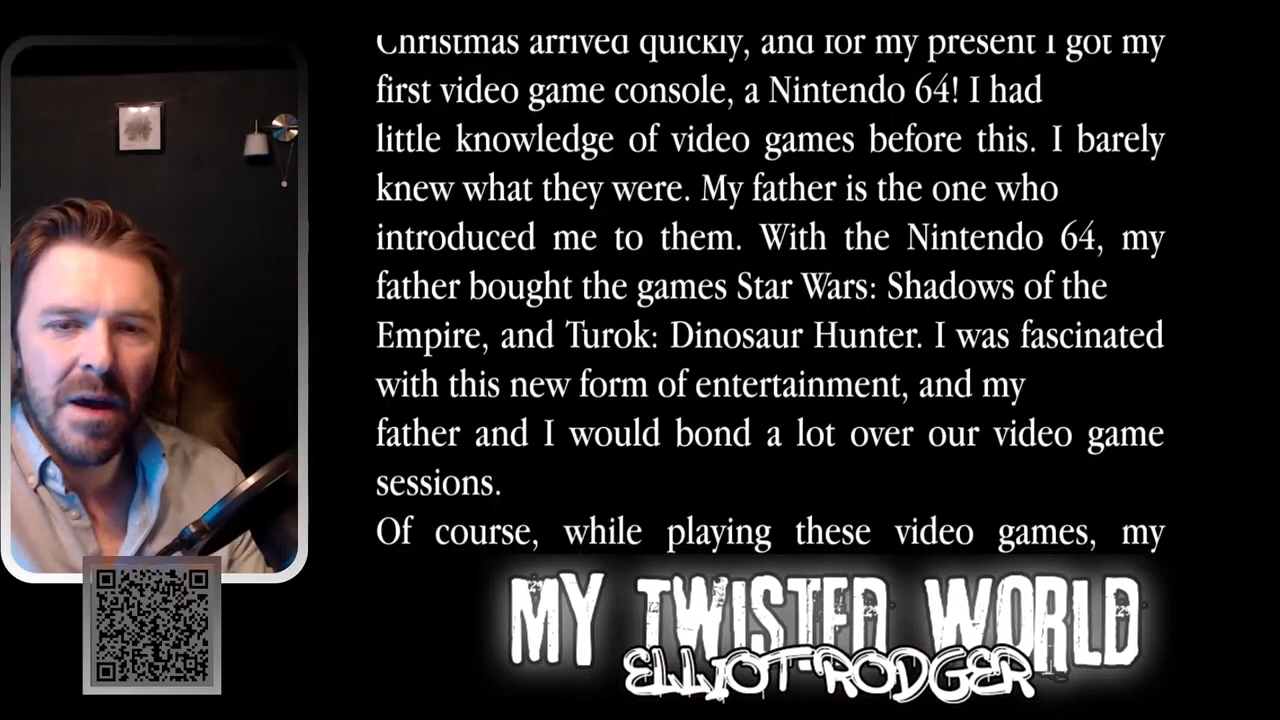 Christmas arrived quickly, and for my present I got my
first video game console, a Nintendo 64! I had
little knowledge of video games before this. I barely
knew what they were. My father is the one who
introduced me to them. With the Nintendo 64, my
father bought the games Star Wars: Shadows of the
Empire, and Turok: Dinosaur Hunter. I was fascinated
with this new form of entertainment, and my
father and I would bond a lot over our video game
sessions.
Of course, while playing these video games, my
MY TWISTED WORLD
ELLIOT RODGER